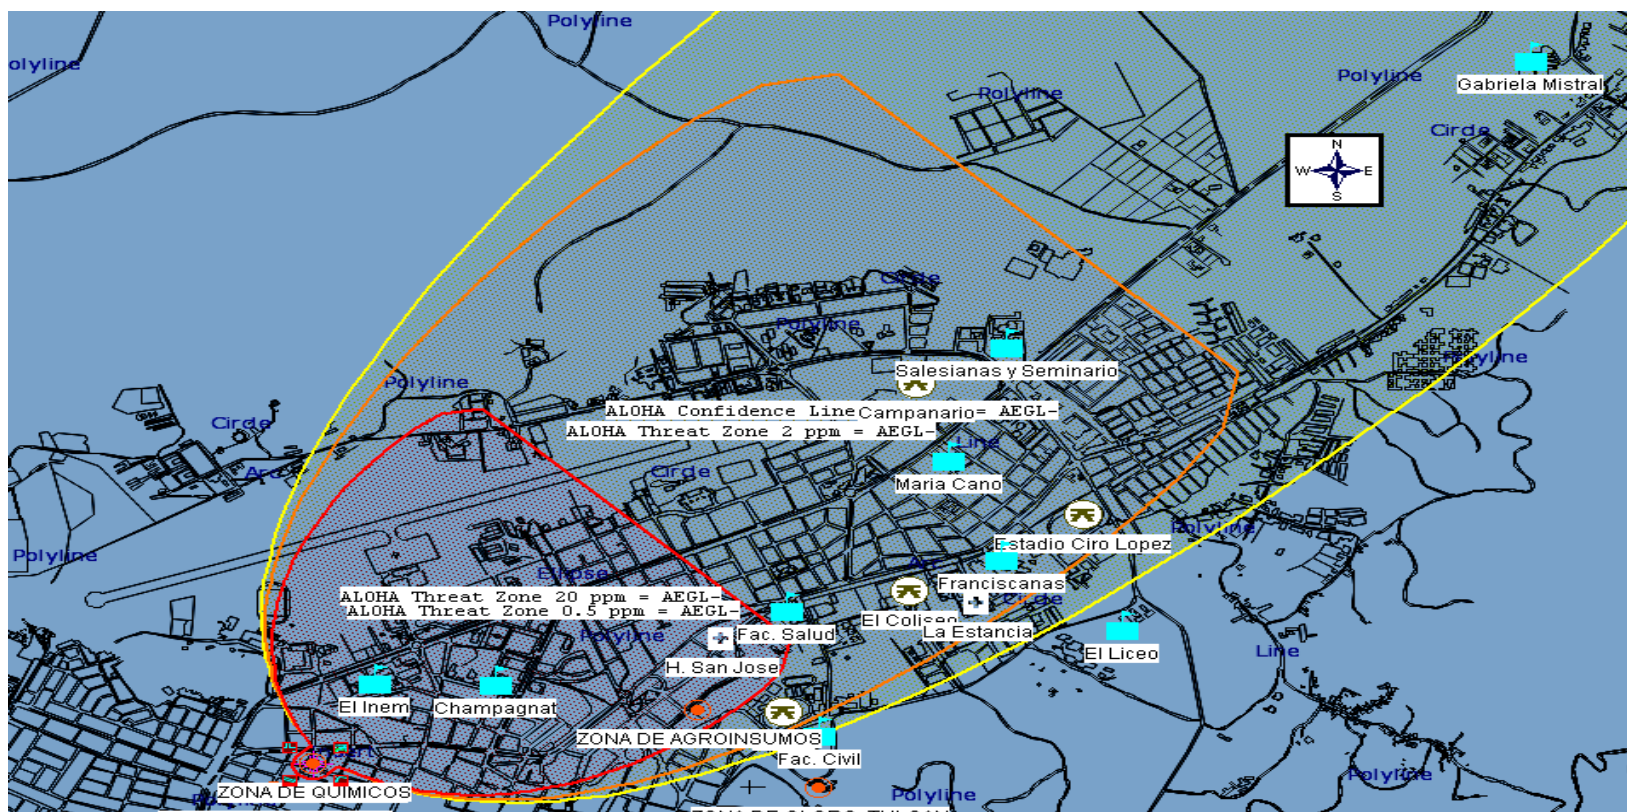 Polyline
olyline
Polyline
Gabriela Mistral
Polyline
Circle
N
W E
S
Circle
Polyline
Salesianas y Seminario
Polyline
Polyline
ALOHA Confidence Line
Campanario
= AEGL-
Circle
ALOHA Threat Zone 2 ppm = AEGL-
Line
Arc
Circle
Maria Cano
Polyline
Polyline
Estadio Ciro Lopez
Arc
Ellipse
Franciscanas
ALOHA Threat Zone 20 ppm = AEGL-
Circle
ALOHA Threat Zone 0.5 ppm = AEGL-
El Coliseo
Polyline
Fac. Salud
La Estancia
El Liceo
Line
H. San Jose
El Inem
Champagnat
ZONA DE AGROINSUMOS
Fac. Civil
Polyline
ZONA DE QUIMICOS
Polyline